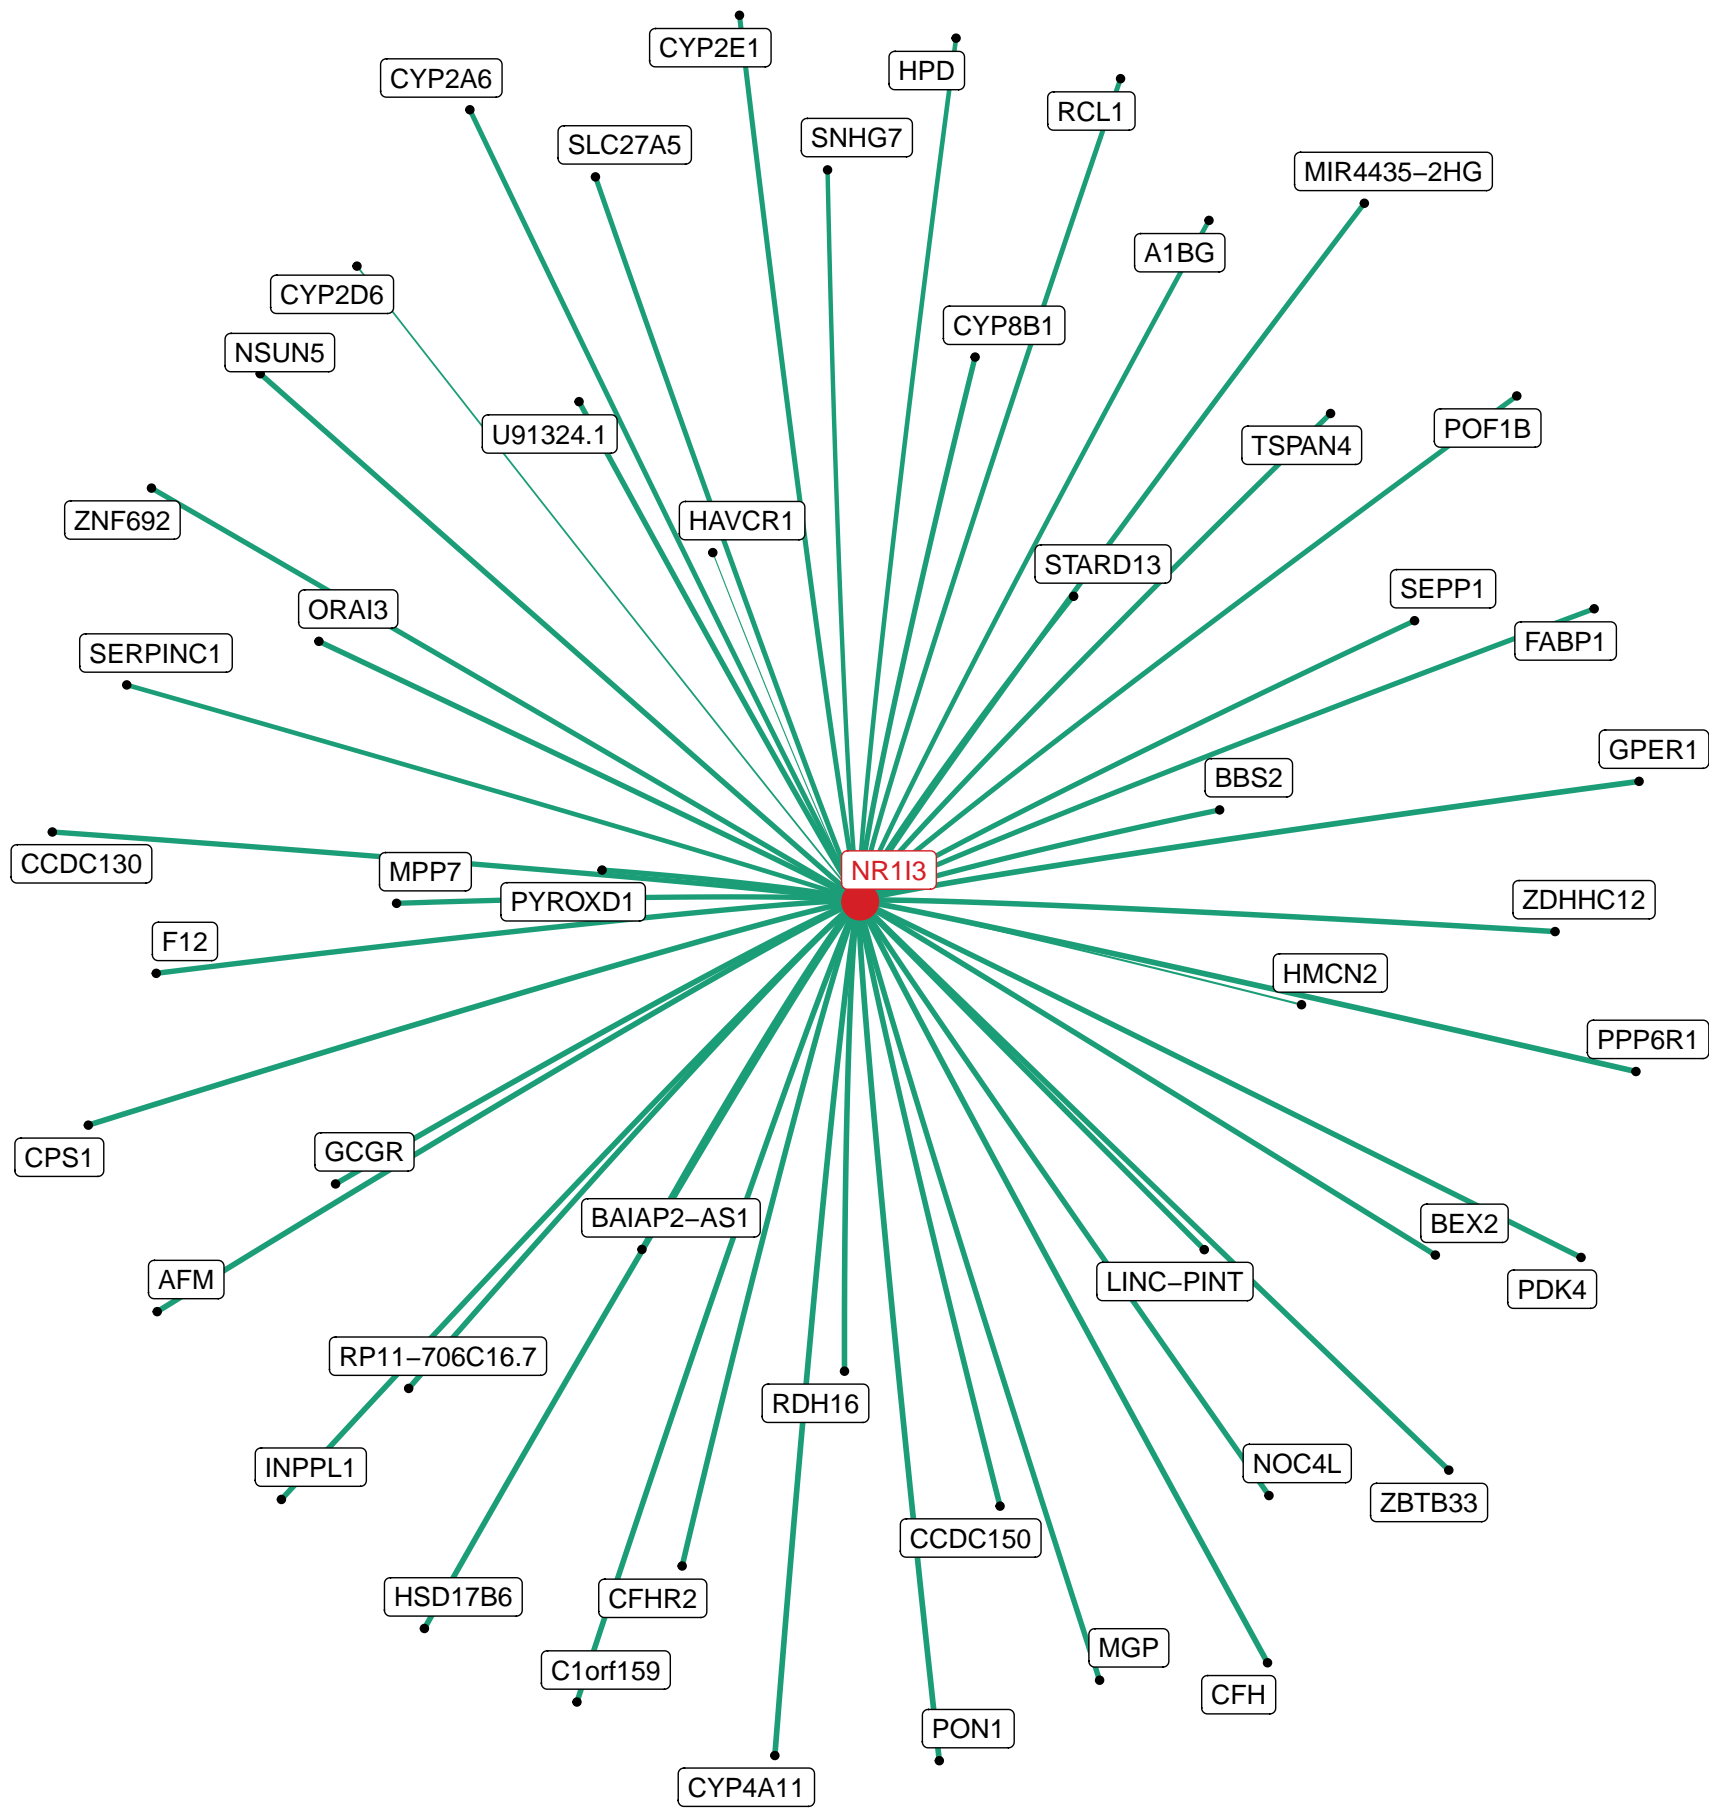 CYP2E1
HPD
CYP2A6
RCL1
SNHG7
SLC27A5
MIR4435−2HG
A1BG
CYP2D6
CYP8B1
NSUN5
POF1B
U91324.1
TSPAN4
ZNF692
HAVCR1
STARD13
SEPP1
ORAI3
FABP1
SERPINC1
GPER1
BBS2
CCDC130
MPP7
NR1I3
PYROXD1
ZDHHC12
F12
HMCN2
PPP6R1
GCGR
CPS1
BAIAP2−AS1
BEX2
AFM
LINC−PINT
PDK4
RP11−706C16.7
RDH16
NOC4L
INPPL1
ZBTB33
CCDC150
HSD17B6
CFHR2
MGP
C1orf159
CFH
PON1
CYP4A11